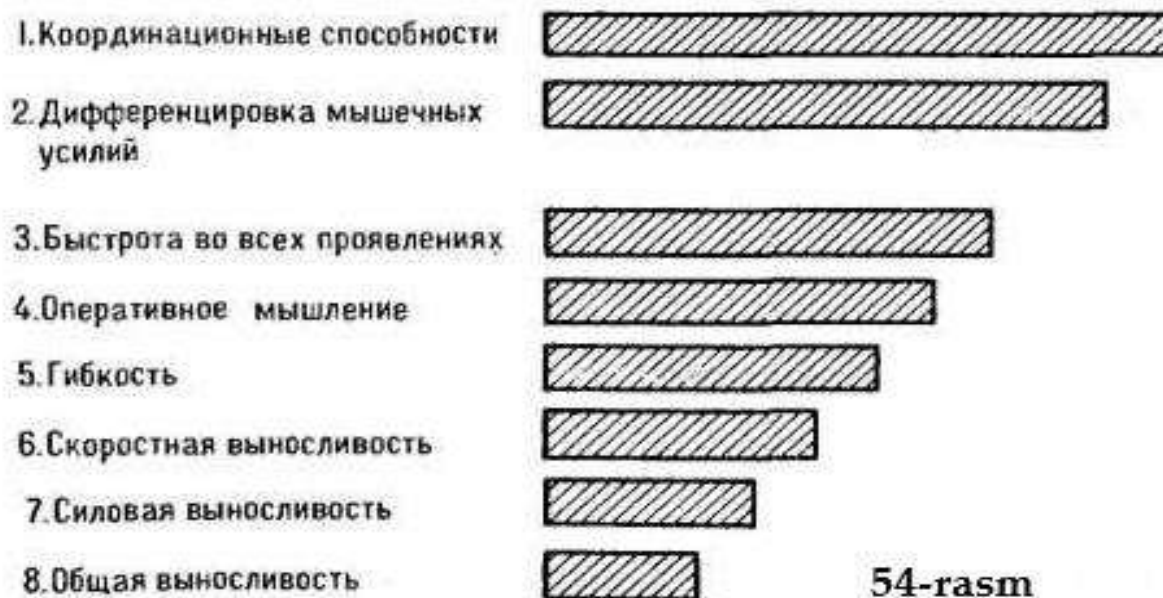 1. Координационные способности
2. Дифференцировка мышечных
усилий
3. Быстрота во всех проявлениях
4. Оперативное мышление
5. Гибкость
6. Скоростная выносливость
7. Силовая выносливость
8. Общая выносливость
54-rasm